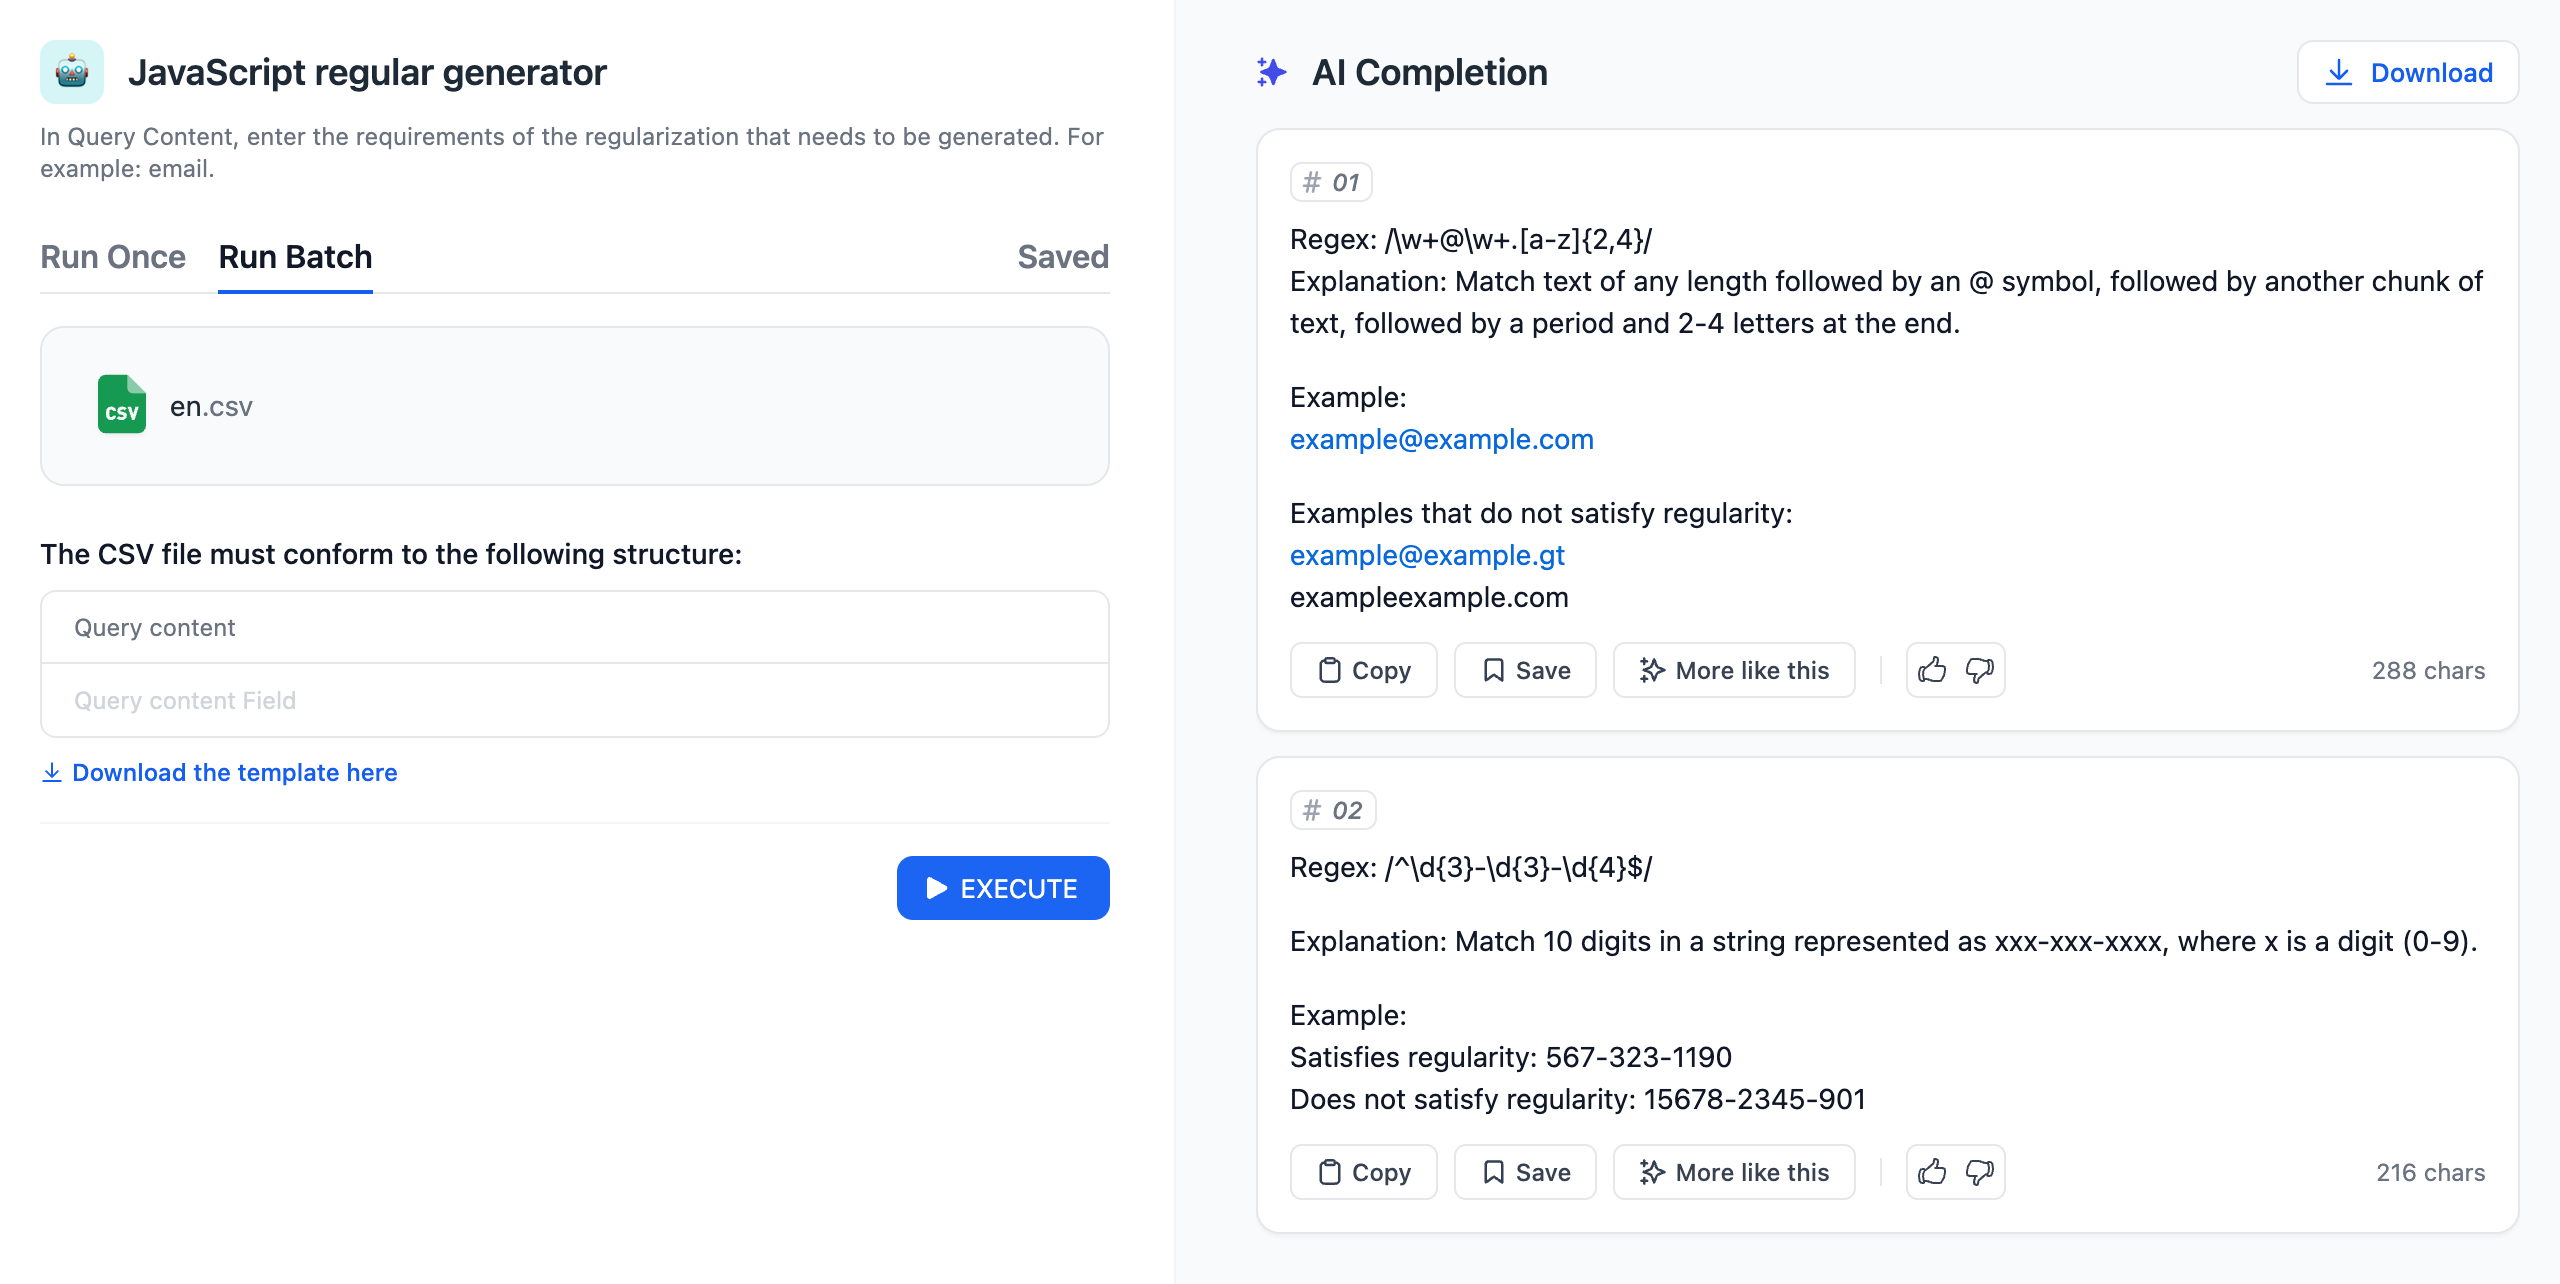 JavaScript regular generator
In Query Content, enter the requirements of the regularization that needs to be generated. For
example: email.
Run Once
Run Batch
Saved
CSV
en.csv
The CSV file must conform to the following structure:
Query content
Query content Field
Download the template here
EXECUTE
AI Completion
Download
# 01
Regex: /\w+@\w+.[a-z]{2,4}/
Explanation: Match text of any length followed by an @ symbol, followed by another chunk of
text, followed by a period and 2-4 letters at the end.
Example:
example@example.com
Examples that do not satisfy regularity:
example@example.gt
exampleexample.com
Copy
Save
More like this
288 chars
# 02
Regex: /^\d{3}-\d{3}-\d{4}$/
Explanation: Match 10 digits in a string represented as xxx-xxx-xxxx, where x is a digit (0-9).
Example:
Satisfies regularity: 567-323-1190
Does not satisfy regularity: 15678-2345-901
Copy
Save
More like this
216 chars